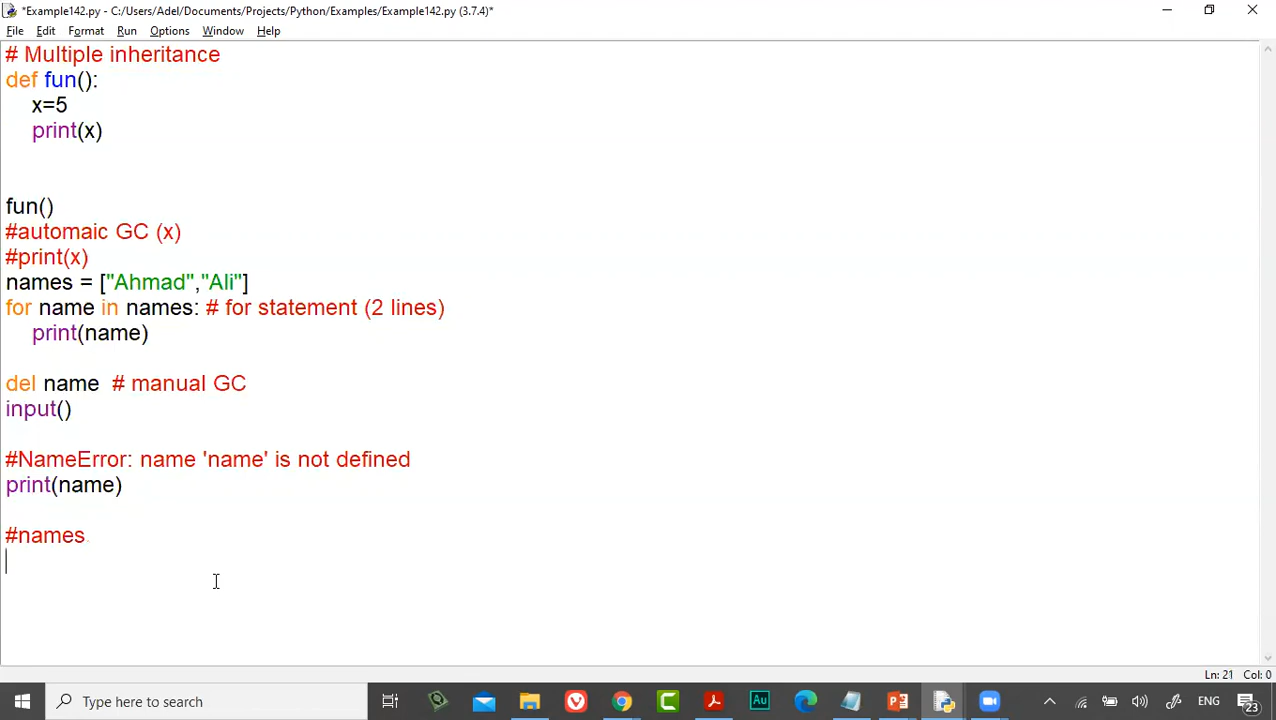 *Example142.py - C:/Users/Adel/Documents/Projects/Python/Examples/Example142.py (3.7.4)*
File Edit Format Run Options Window Help
# Multiple inheritance
def fun():
    x=5
    print(x)
fun()
#automaic GC (x)
#print(x)
names = ["Ahmad","Ali"]
for name in names: # for statement (2 lines)
    print(name)
del name  # manual GC
input()
#NameError: name 'name' is not defined
print(name)
#names
Ln: 21 Col: 0
Type here to search
Au
ENG
23